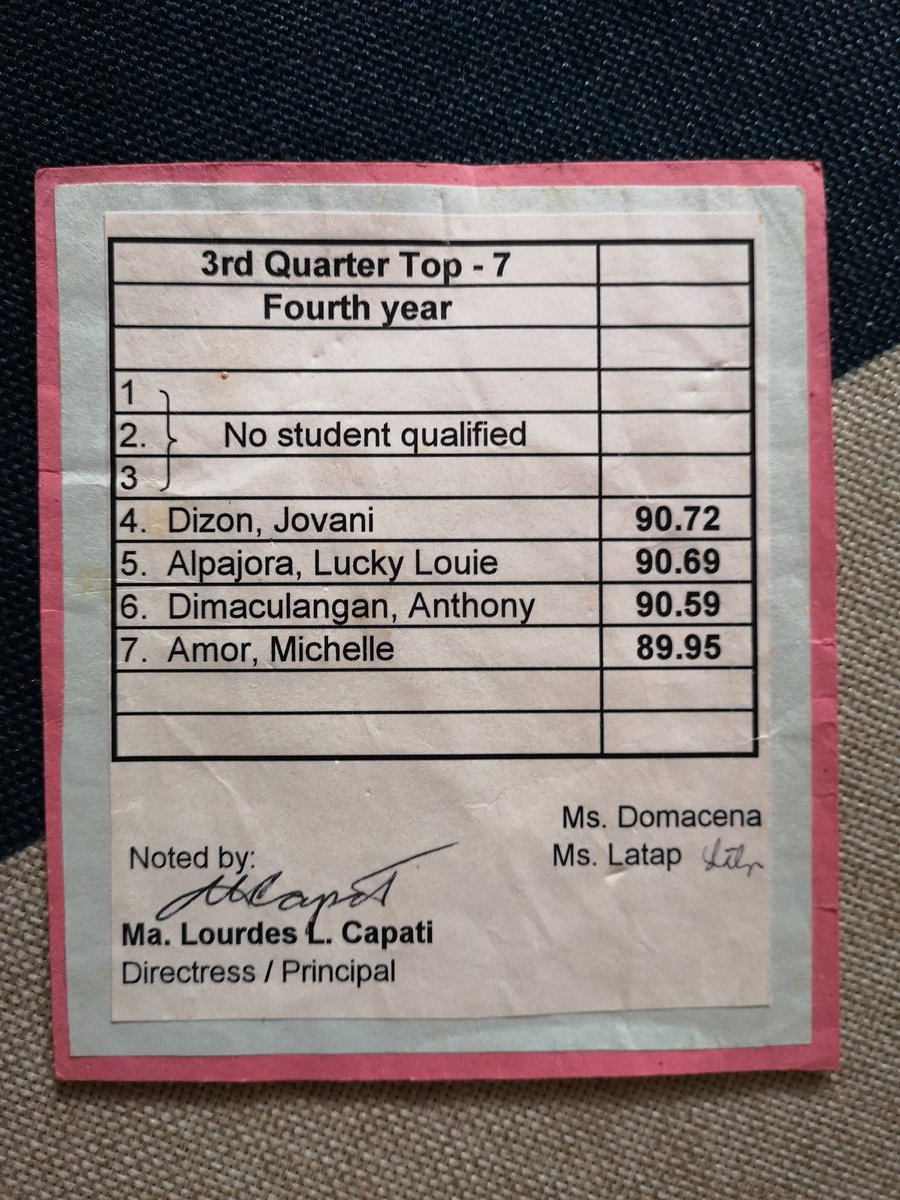 3rd Quarter Top - 7
Fourth year
1
2. No student qualified
3
4. Dizon, Jovani 90.72
5. Alpajora, Lucky Louie 90.69
6. Dimaculangan, Anthony 90.59
7. Amor, Michelle 89.95
Ms. Domacena
Ms. Latap
Noted by:
Ma. Lourdes L. Capati
Directress / Principal